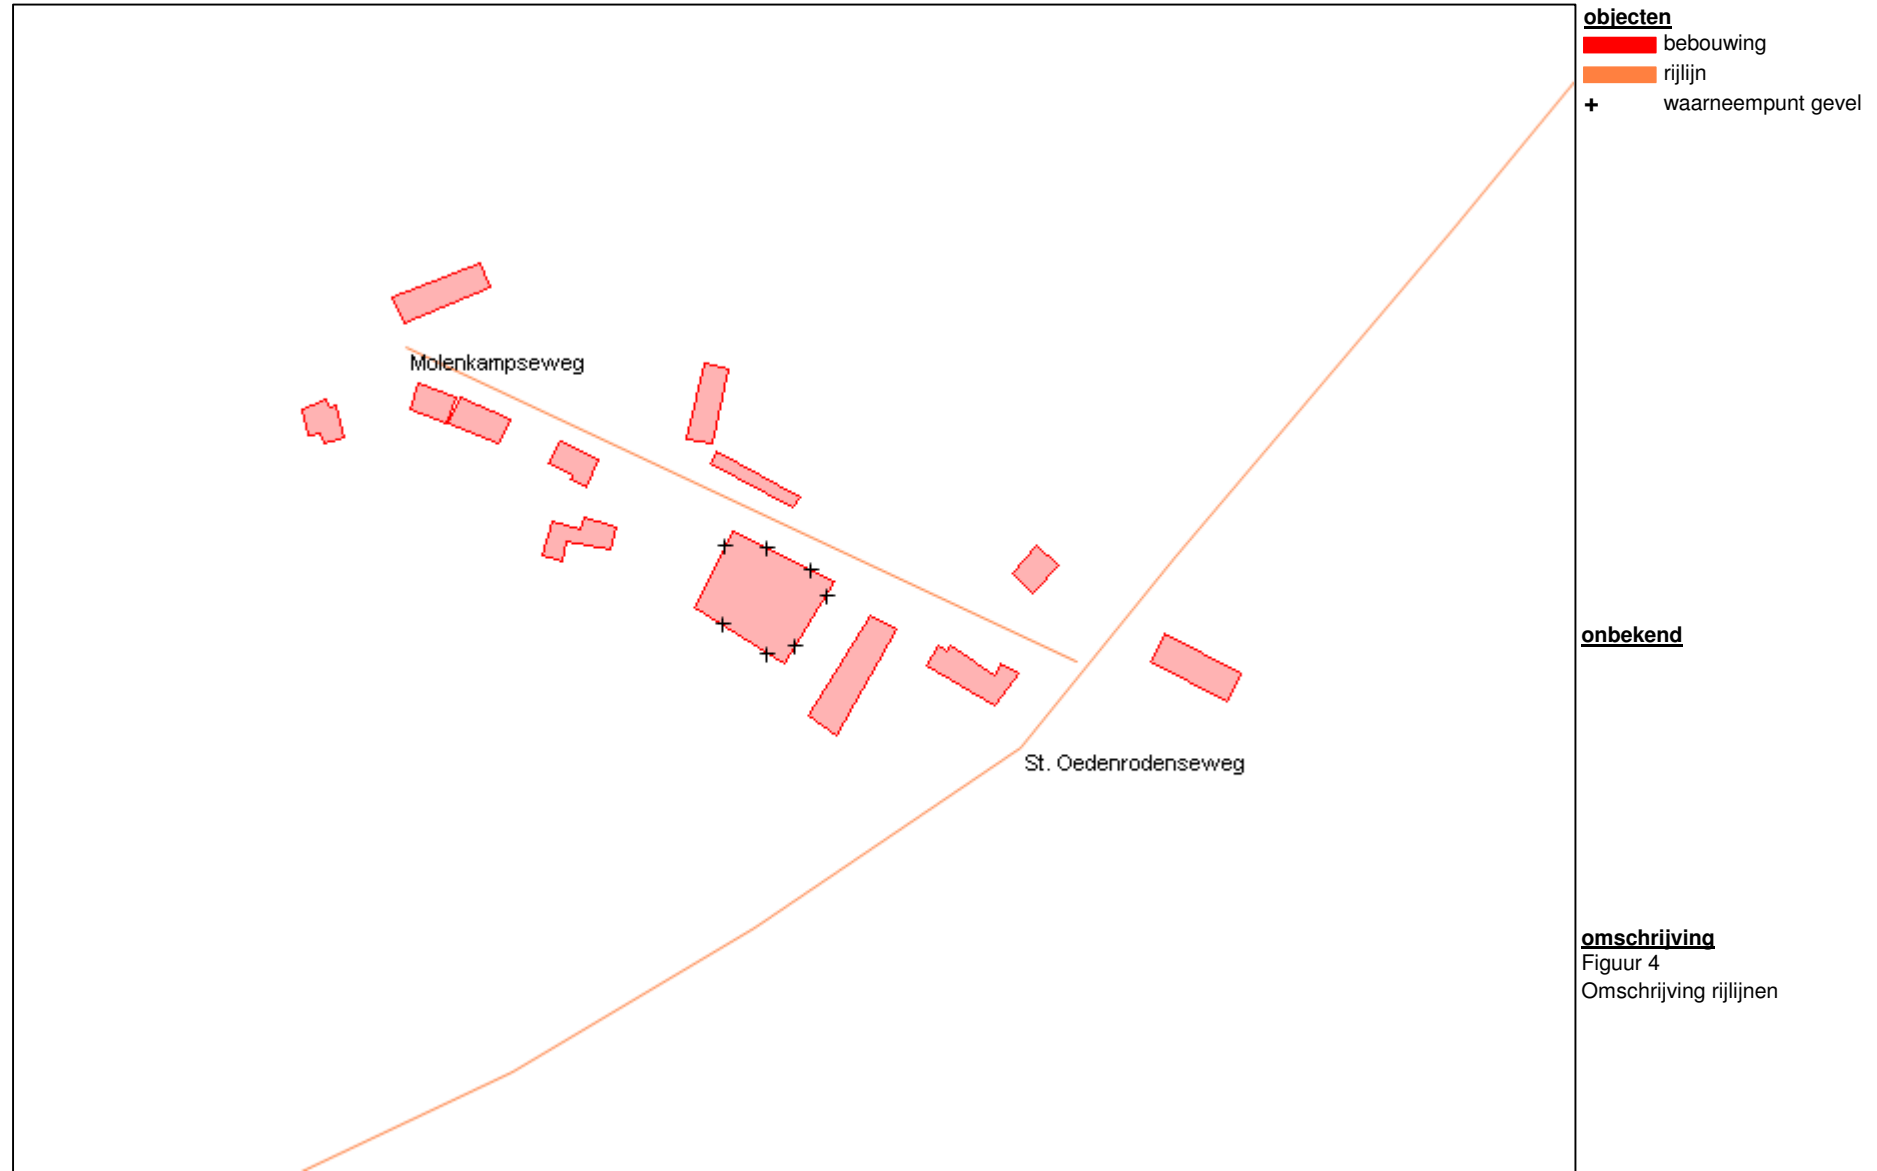 objecten
bebouwing
rijlijn
waarneempunt gevel
Molenkampseweg
St. Oedenrodenseweg
onbekend
omschrijving
Figuur 4
Omschrijving rijlijnen